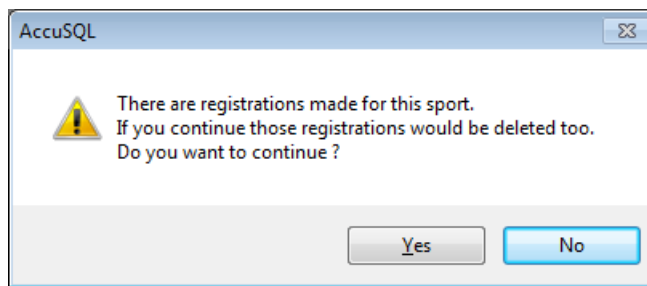 AccuSQL
There are registrations made for this sport.
If you continue those registrations would be deleted too.
Do you want to continue ?
Yes
No